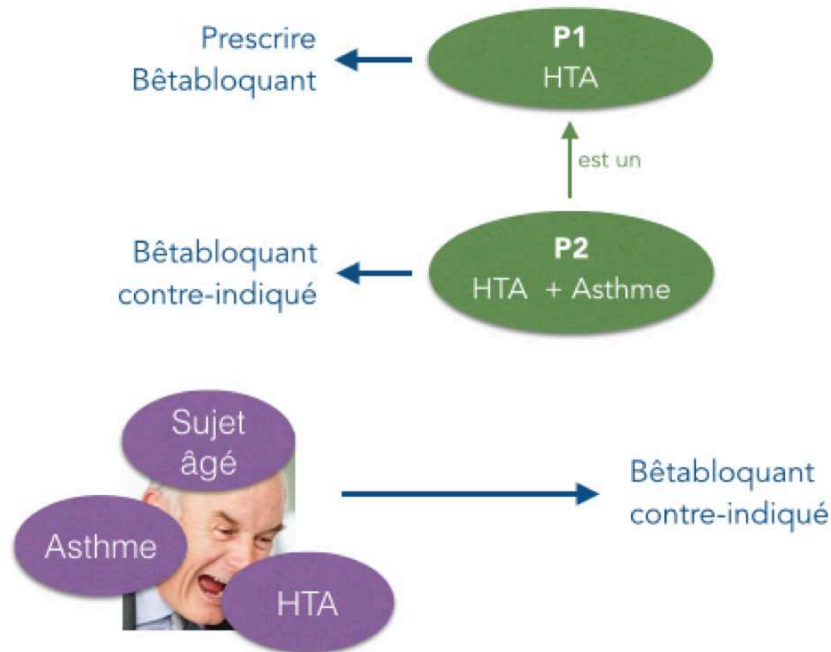 Prescrire
Bêtabloquant
P1
HTA
est un
Bêtabloquant
contre-indiqué
P2
HTA + Asthme
Sujet
âgé
Asthme
HTA
Bêtabloquant
contre-indiqué